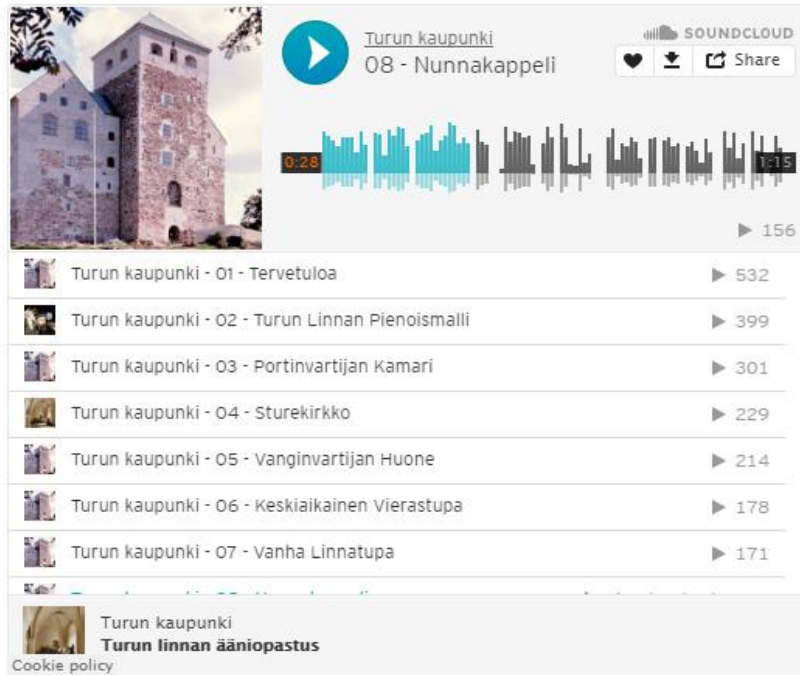 Turun kaupunki
SOUNDCLOUD
08 - Nunnakappeli
Share
0:28
1:15
156
Turun kaupunki - 01 - Tervetuloa 532
Turun kaupunki - 02 - Turun Linnan Pienoismalli 399
Turun kaupunki - 03 - Portinvartijan Kamari 301
Turun kaupunki - 04 - Sturekirkko 229
Turun kaupunki - 05 - Vanginvartijan Huone 214
Turun kaupunki - 06 - Keskiaikainen Vierastupa 178
Turun kaupunki - 07 - Vanha Linnatupa 171
Turun kaupunki
Turun linnan ääniopastus
Cookie policy